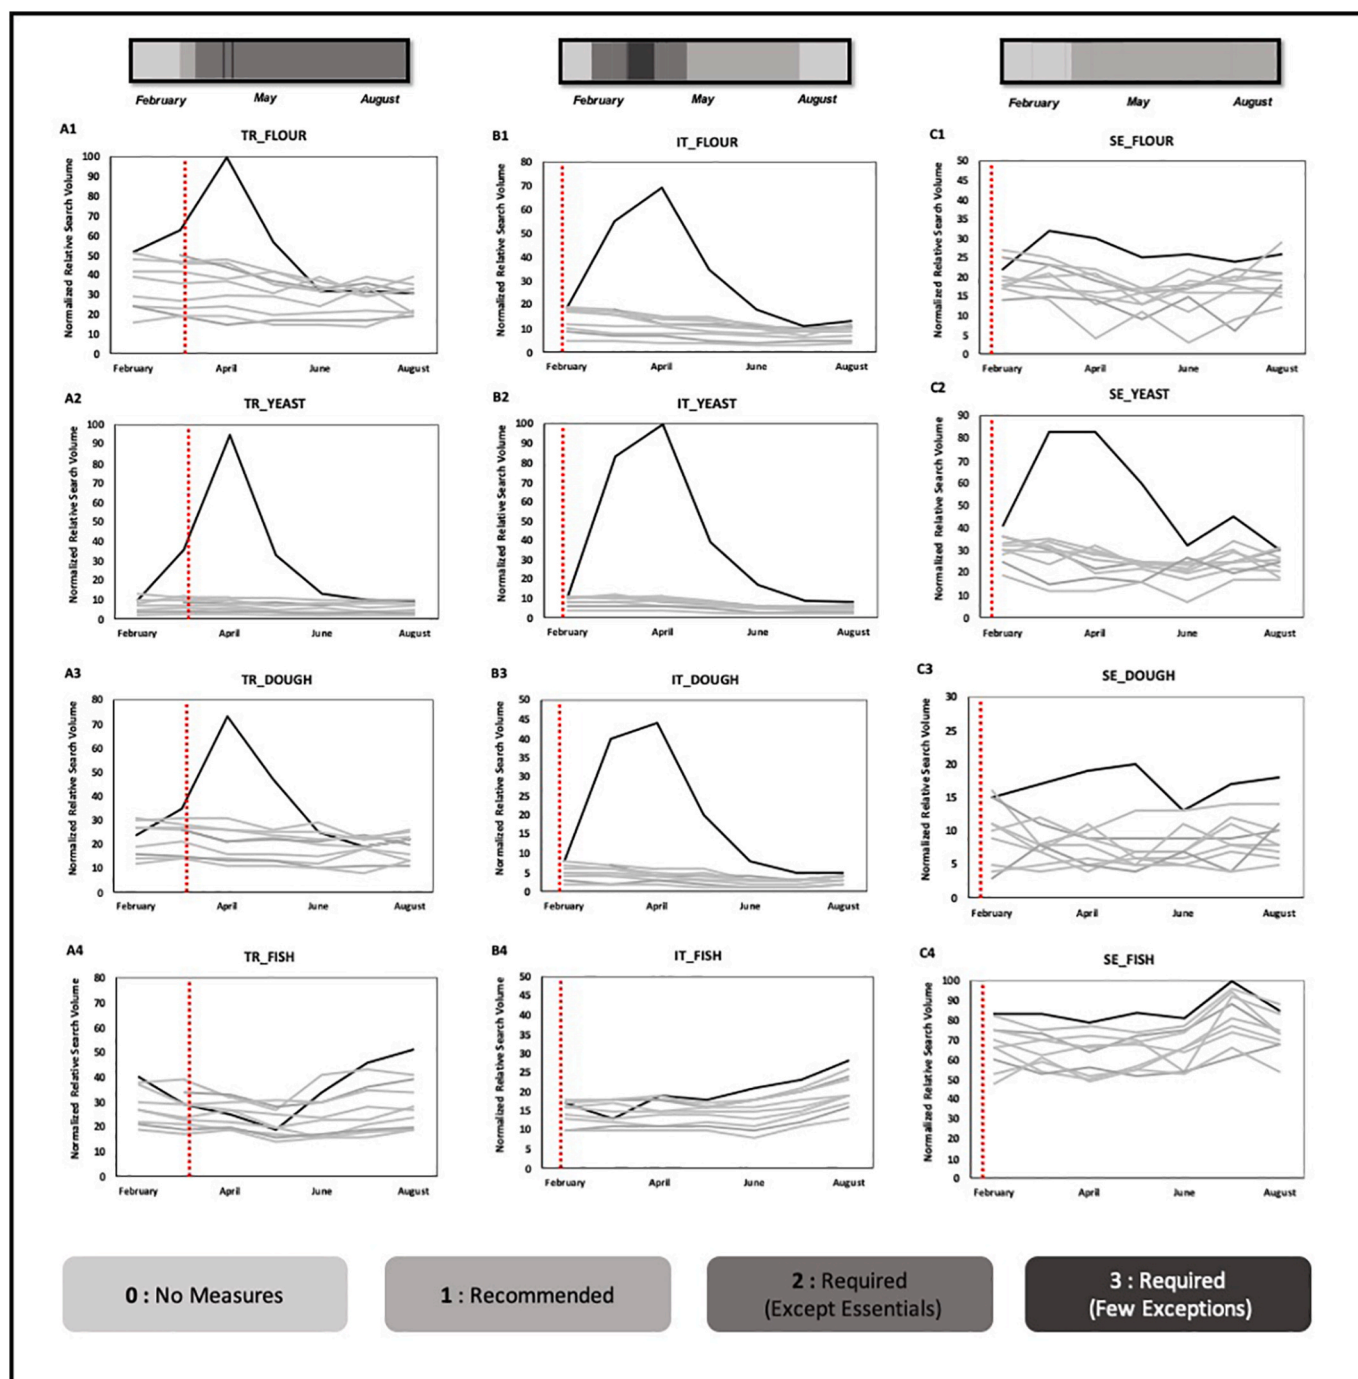 February May August
February May August
February May August
A1
TR_FLOUR
Normalized Relative Search Volume
100
90
80
70
60
50
40
30
20
10
0
February April June August
B1
IT_FLOUR
Normalized Relative Search Volume
80
70
60
50
40
30
20
10
0
February April June August
C1
SE_FLOUR
Normalized Relative Search Volume
50
45
40
35
30
25
20
15
10
5
0
February April June August
A2
TR_YEAST
Normalized Relative Search Volume
100
90
80
70
60
50
40
30
20
10
0
February April June August
B2
IT_YEAST
Normalized Relative Search Volume
100
90
80
70
60
50
40
30
20
10
0
February April June August
C2
SE_YEAST
Normalized Relative Search Volume
90
80
70
60
50
40
30
20
10
0
February April June August
A3
TR_DOUGH
Normalized Relative Search Volume
80
70
60
50
40
30
20
10
0
February April June August
B3
IT_DOUGH
Normalized Relative Search Volume
50
45
40
35
30
25
20
15
10
5
0
February April June August
C3
SE_DOUGH
Normalized Relative Search Volume
30
25
20
15
10
5
0
February April June August
A4
TR_FISH
Normalized Relative Search Volume
80
70
60
50
40
30
20
10
0
February April June August
B4
IT_FISH
Normalized Relative Search Volume
50
45
40
35
30
25
20
15
10
5
0
February April June August
C4
SE_FISH
Normalized Relative Search Volume
100
90
80
70
60
50
40
30
20
10
0
February April June August
0 : No Measures
1 : Recommended
2 : Required
(Except Essentials)
3 : Required
(Few Exceptions)